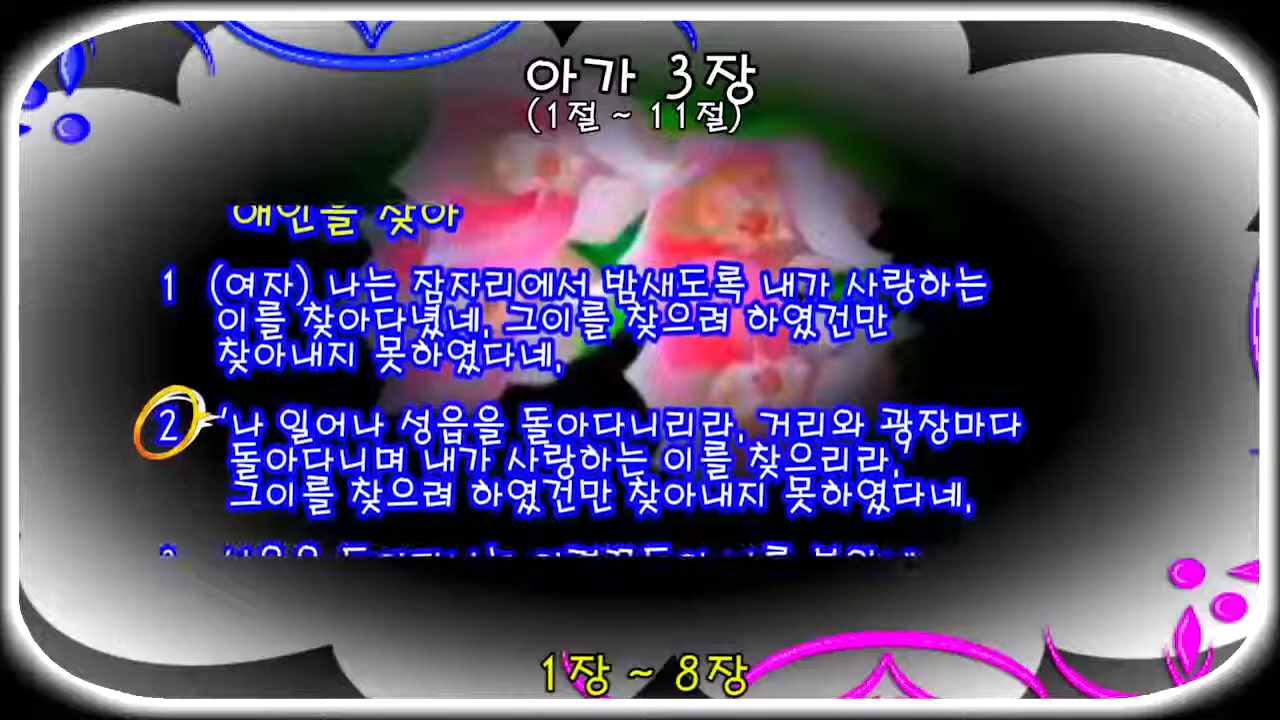 아가 3장
(1절 ~ 11절)
애인을 찾아
1 (여자) 나는 잠자리에서 밤새도록 내가 사랑하는
이를 찾아다녔네. 그이를 찾으려 하였건만
찾아내지 못하였다네.
2 ‘나 일어나 성읍을 돌아다니리라. 거리와 광장마다
돌아다니며 내가 사랑하는 이를 찾으리라.’
그이를 찾으려 하였건만 찾아내지 못하였다네.
1장 ~ 8장